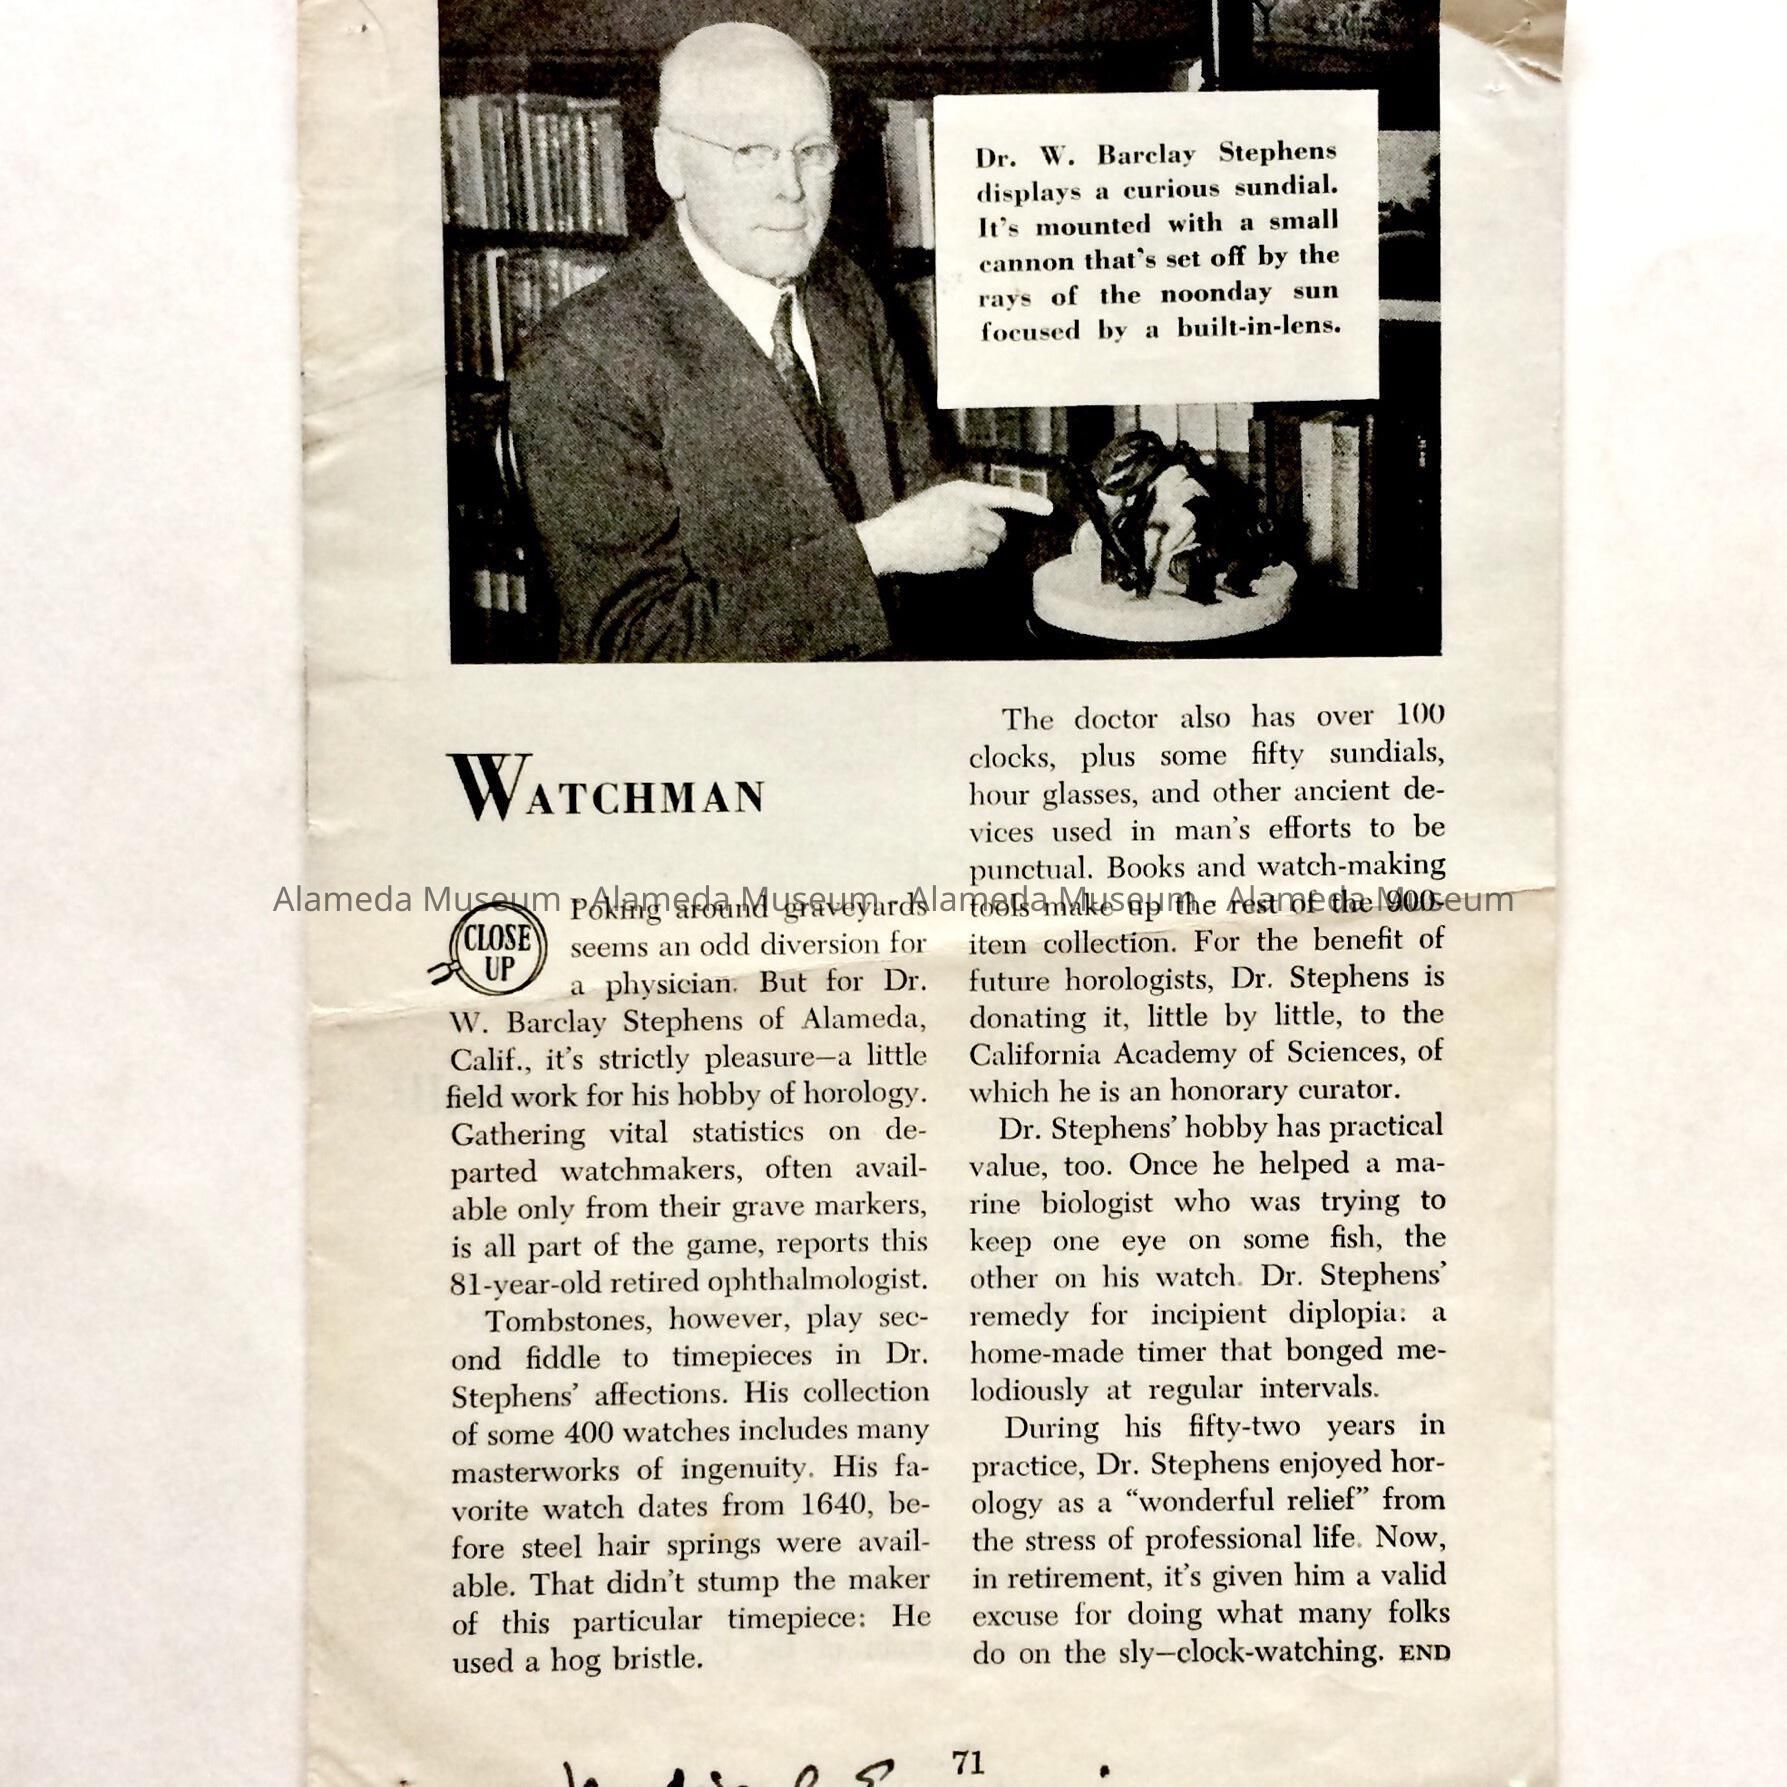 Dr. W. Barclay Stephens
displays a curious sundial.
It's mounted with a small
cannon that's set off by the
rays of the noonday sun
focused by a built-in-lens.
WATCHMAN
CLOSE
UP
Poking around graveyards
seems an odd diversion for
a physician. But for Dr.
W. Barclay Stephens of Alameda,
Calif., it's strictly pleasure—a little
field work for his hobby of horology.
Gathering vital statistics on de-
parted watchmakers, often avail-
able only from their grave markers,
is all part of the game, reports this
81-year-old retired ophthalmologist.
Tombstones, however, play sec-
ond fiddle to timepieces in Dr.
Stephens' affections. His collection
of some 400 watches includes many
masterworks of ingenuity. His fa-
vorite watch dates from 1640, be-
fore steel hair springs were avail-
able. That didn't stump the maker
of this particular timepiece: He
used a hog bristle.
The doctor also has over 100
clocks, plus some fifty sundials,
hour glasses, and other ancient de-
vices used in man's efforts to be
punctual. Books and watch-making
tools make up the rest of the 900-
item collection. For the benefit of
future horologists, Dr. Stephens is
donating it, little by little, to the
California Academy of Sciences, of
which he is an honorary curator.
Dr. Stephens' hobby has practical
value, too. Once he helped a ma-
rine biologist who was trying to
keep one eye on some fish, the
other on his watch. Dr. Stephens'
remedy for incipient diplopia: a
home-made timer that bonged me-
lodiously at regular intervals.
During his fifty-two years in
practice, Dr. Stephens enjoyed hor-
ology as a “wonderful relief” from
the stress of professional life. Now,
in retirement, it's given him a valid
excuse for doing what many folks
do on the sly—clock-watching. END
71
Alameda Museum - Alameda Museum - Alameda Museum - Alameda Museum